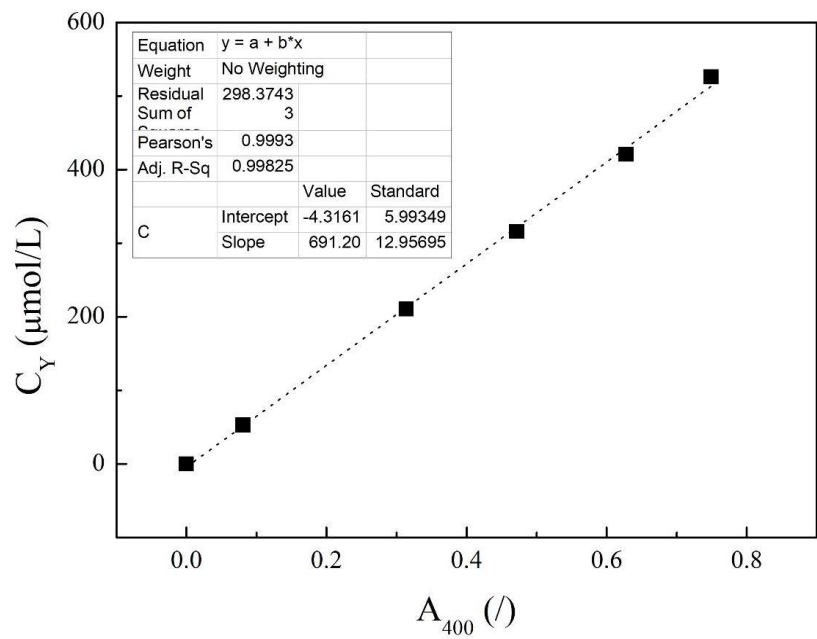 600
400
200
0
C_Y (μmol/L)
Equation y = a + b*x
Weight No Weighting
Residual 298.3743
Sum of 3
Pearson's 0.9993
Adj. R-Sq 0.99825
Value Standard
C
Intercept -4.3161 5.99349
Slope 691.20 12.95695
0.0 0.2 0.4 0.6 0.8
A_400 (/)